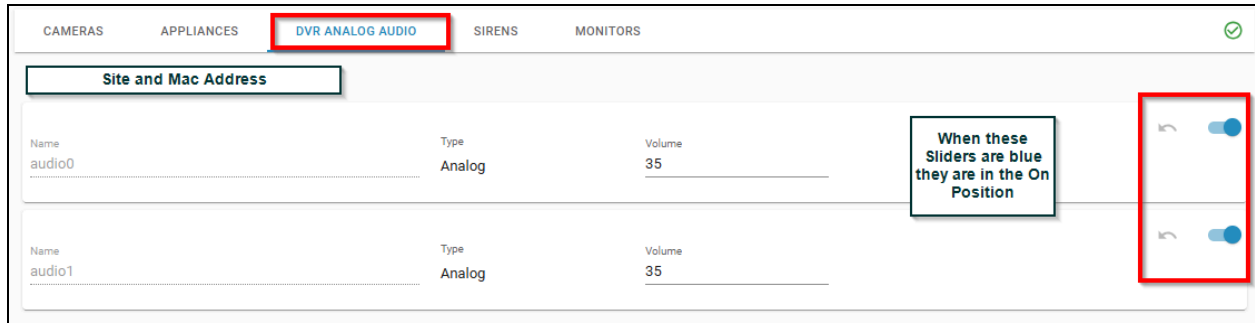 CAMERAS APPLIANCES DVR ANALOG AUDIO SIRENS MONITORS
Site and Mac Address
Name Type Volume
audio0 Analog 35
When these
Sliders are blue
they are in the On
Position
Name Type Volume
audio1 Analog 35